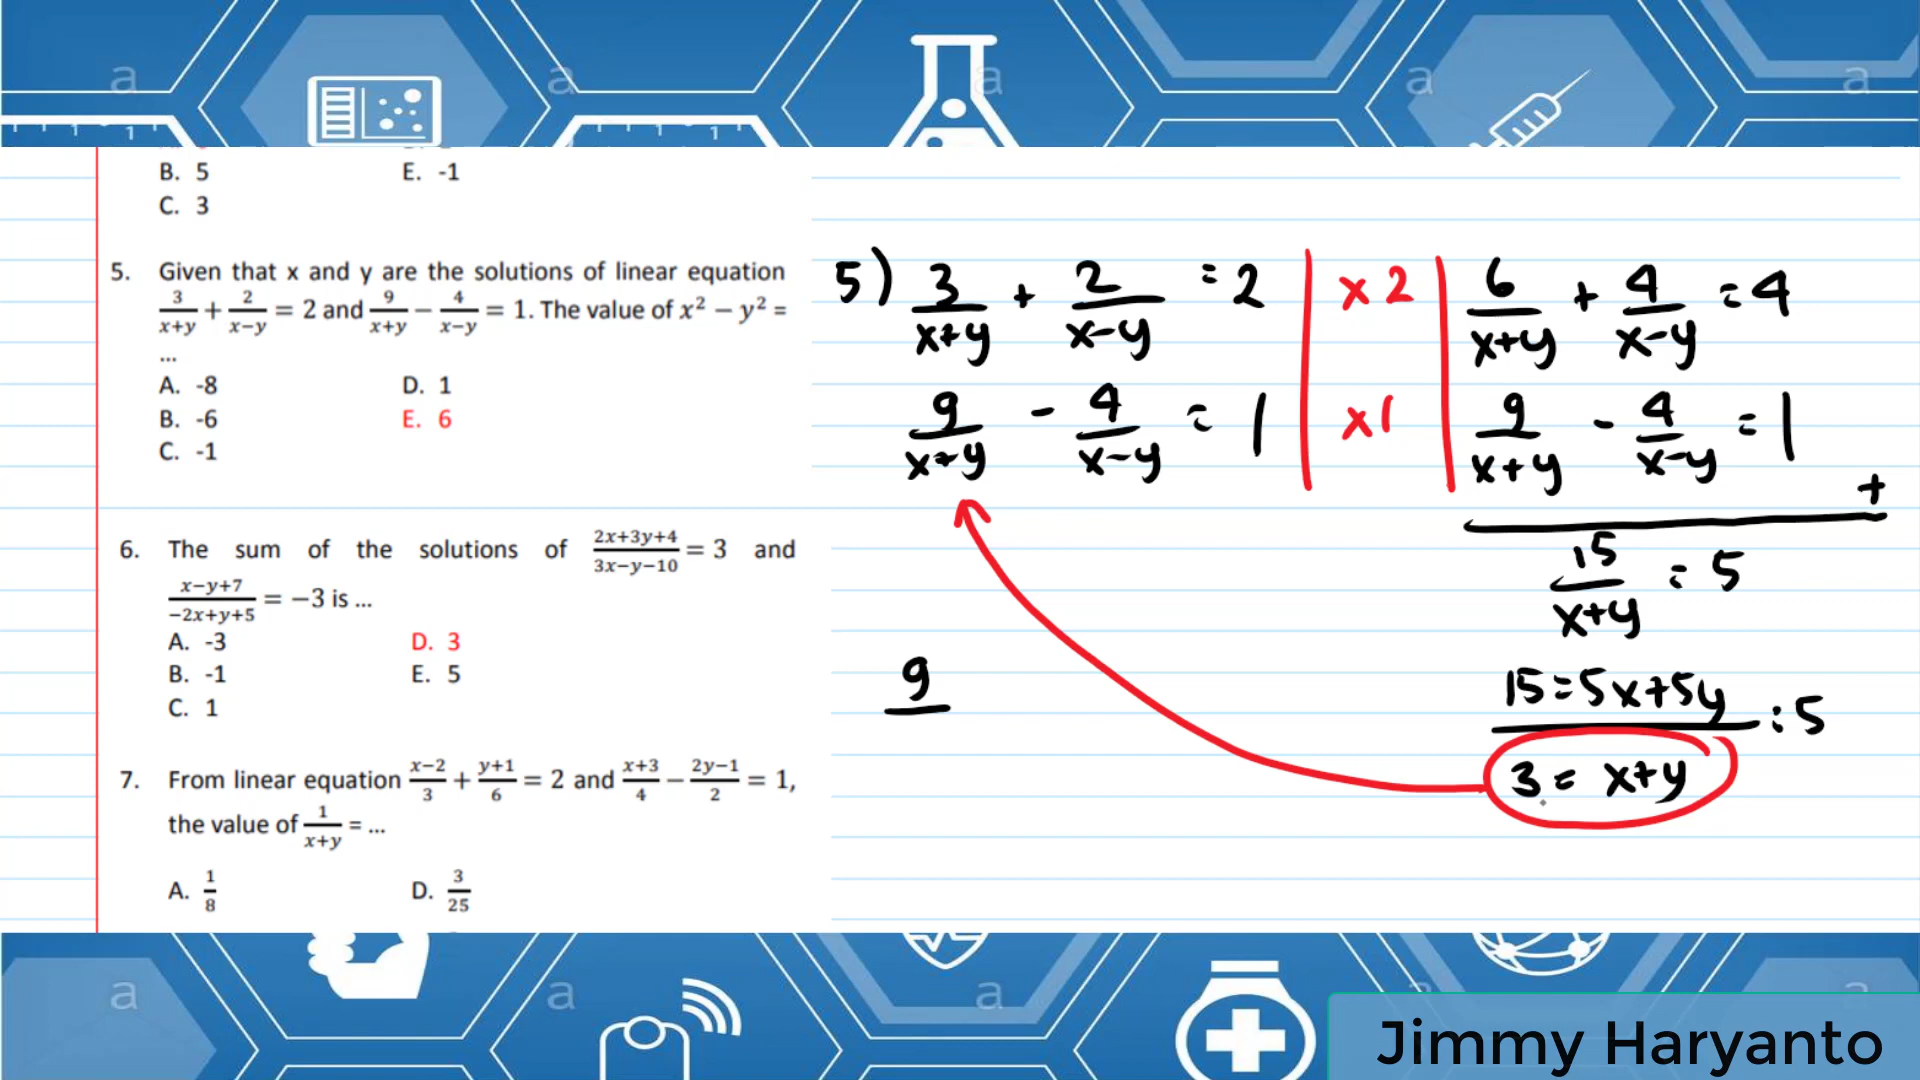 B. 5 E. -1
C. 3
5. Given that x and y are the solutions of linear equation
3/(x+y) + 2/(x−y) = 2 and 9/(x+y) − 4/(x−y) = 1. The value of x² − y² =
...
A. -8 D. 1
B. -6 E. 6
C. -1
6. The sum of the solutions of (2x+3y+4)/(3x−y−10) = 3 and
(x−y+7)/(−2x+y+5) = −3 is ...
A. -3 D. 3
B. -1 E. 5
C. 1
7. From linear equation (x−2)/3 + (y+1)/6 = 2 and (x+3)/4 − (2y−1)/2 = 1,
the value of 1/(x+y) = ...
A. 1/8 D. 3/25
5) 3/(x+y) + 2/(x−y) = 2 | x2 | 6/(x+y) + 4/(x−y) = 4
9/(x+y) − 4/(x−y) = 1 | x1 | 9/(x+y) − 4/(x−y) = 1
+
15/(x+y) = 5
15 = 5x+5y
:5
3 = x+y
9
a a a a a
a a a a a
Jimmy Haryanto